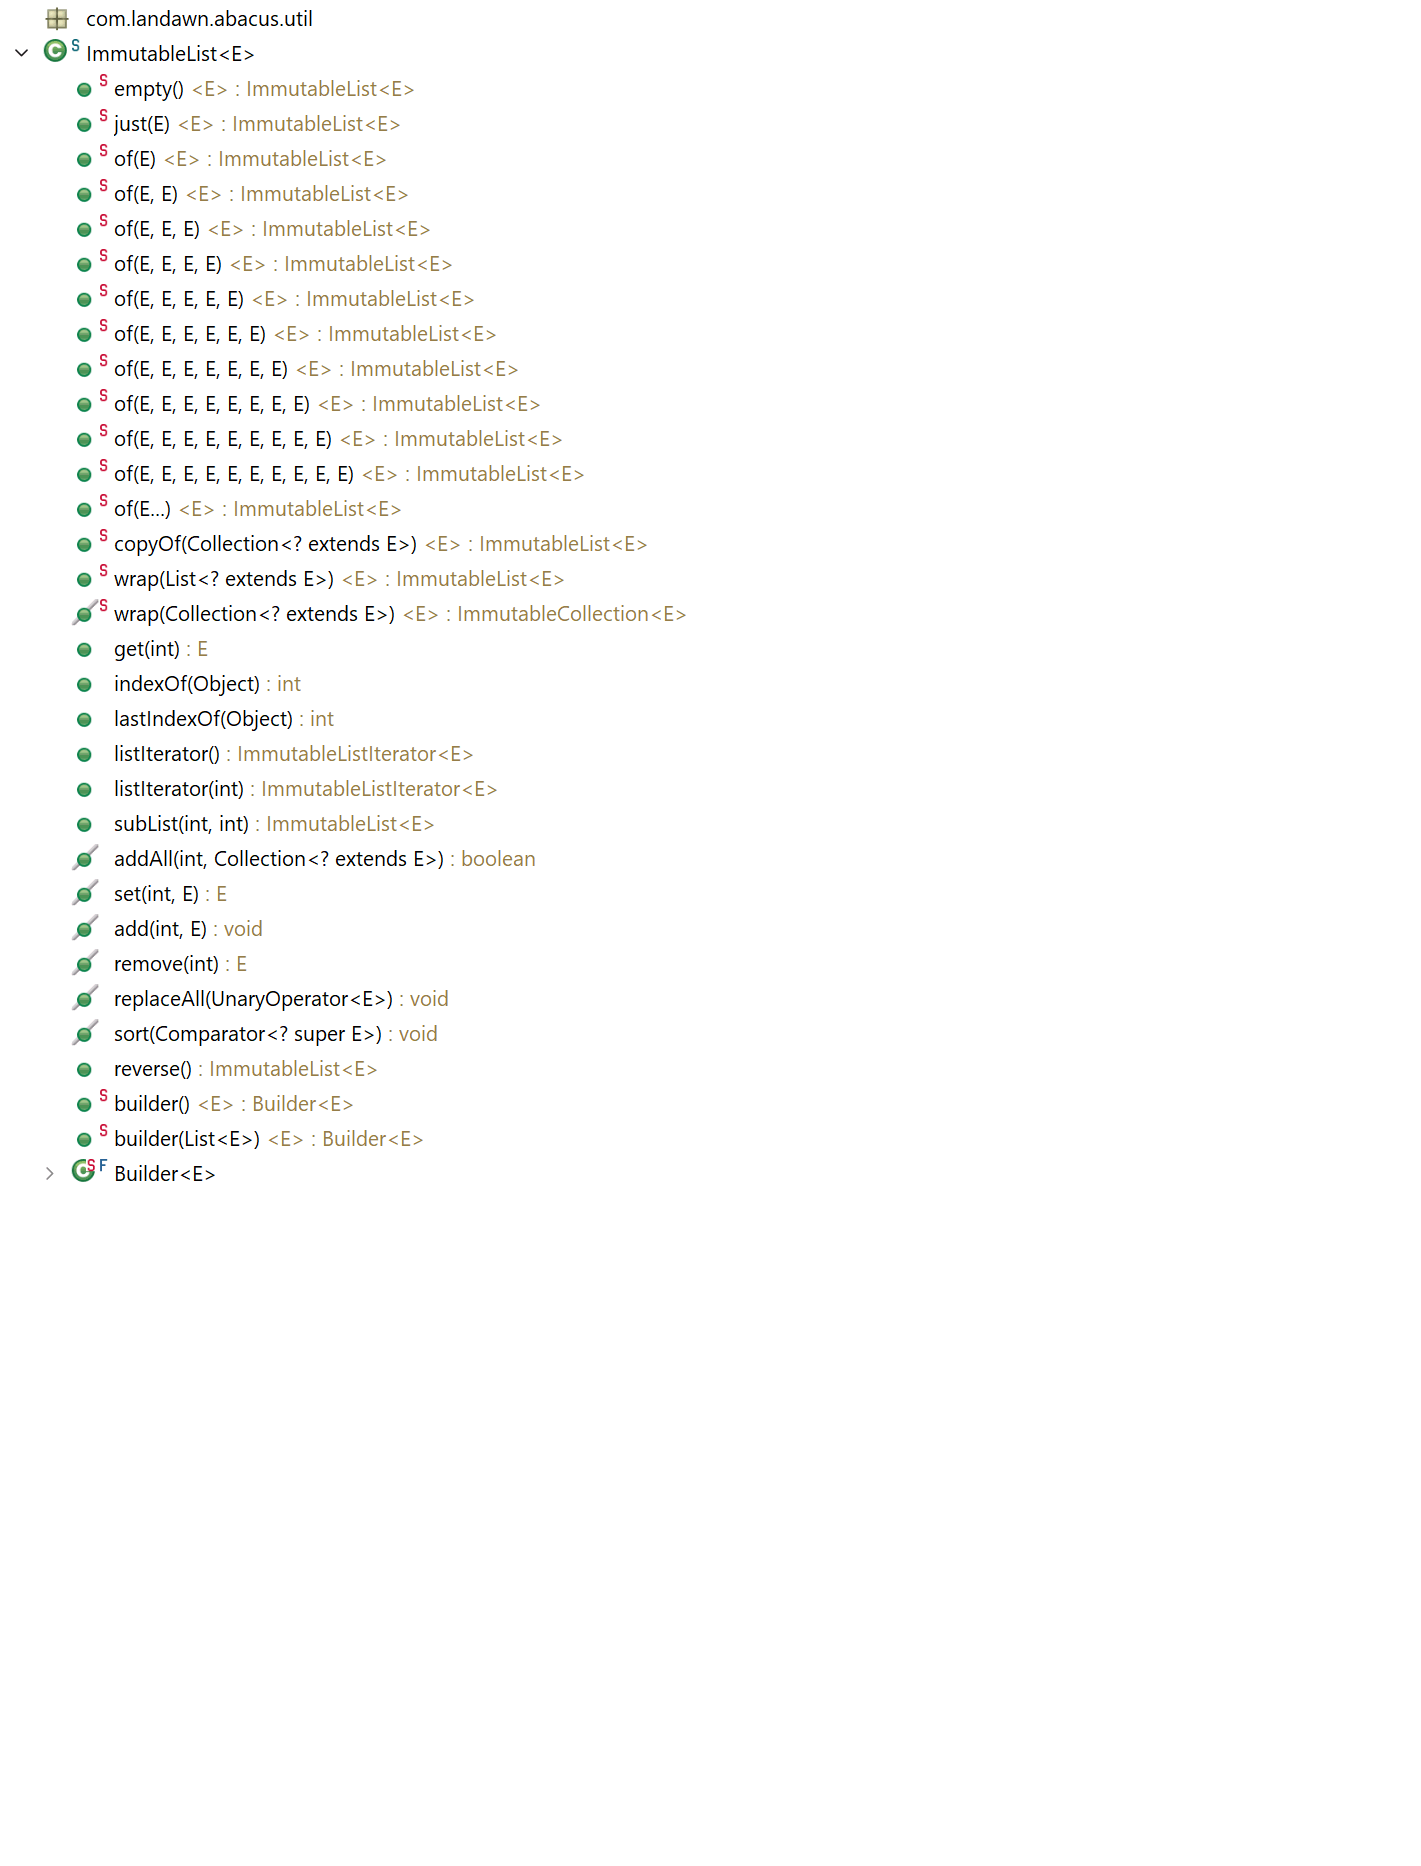 com.landawn.abacus.util
ImmutableList<E>
empty() <E> : ImmutableList<E>
just(E) <E> : ImmutableList<E>
of(E) <E> : ImmutableList<E>
of(E, E) <E> : ImmutableList<E>
of(E, E, E) <E> : ImmutableList<E>
of(E, E, E, E) <E> : ImmutableList<E>
of(E, E, E, E, E) <E> : ImmutableList<E>
of(E, E, E, E, E, E) <E> : ImmutableList<E>
of(E, E, E, E, E, E, E) <E> : ImmutableList<E>
of(E, E, E, E, E, E, E, E) <E> : ImmutableList<E>
of(E, E, E, E, E, E, E, E, E) <E> : ImmutableList<E>
of(E, E, E, E, E, E, E, E, E, E) <E> : ImmutableList<E>
of(E...) <E> : ImmutableList<E>
copyOf(Collection<? extends E>) <E> : ImmutableList<E>
wrap(List<? extends E>) <E> : ImmutableList<E>
wrap(Collection<? extends E>) <E> : ImmutableCollection<E>
get(int) : E
indexOf(Object) : int
lastIndexOf(Object) : int
listIterator() : ImmutableListIterator<E>
listIterator(int) : ImmutableListIterator<E>
subList(int, int) : ImmutableList<E>
addAll(int, Collection<? extends E>) : boolean
set(int, E) : E
add(int, E) : void
remove(int) : E
replaceAll(UnaryOperator<E>) : void
sort(Comparator<? super E>) : void
reverse() : ImmutableList<E>
builder() <E> : Builder<E>
builder(List<E>) <E> : Builder<E>
Builder<E>